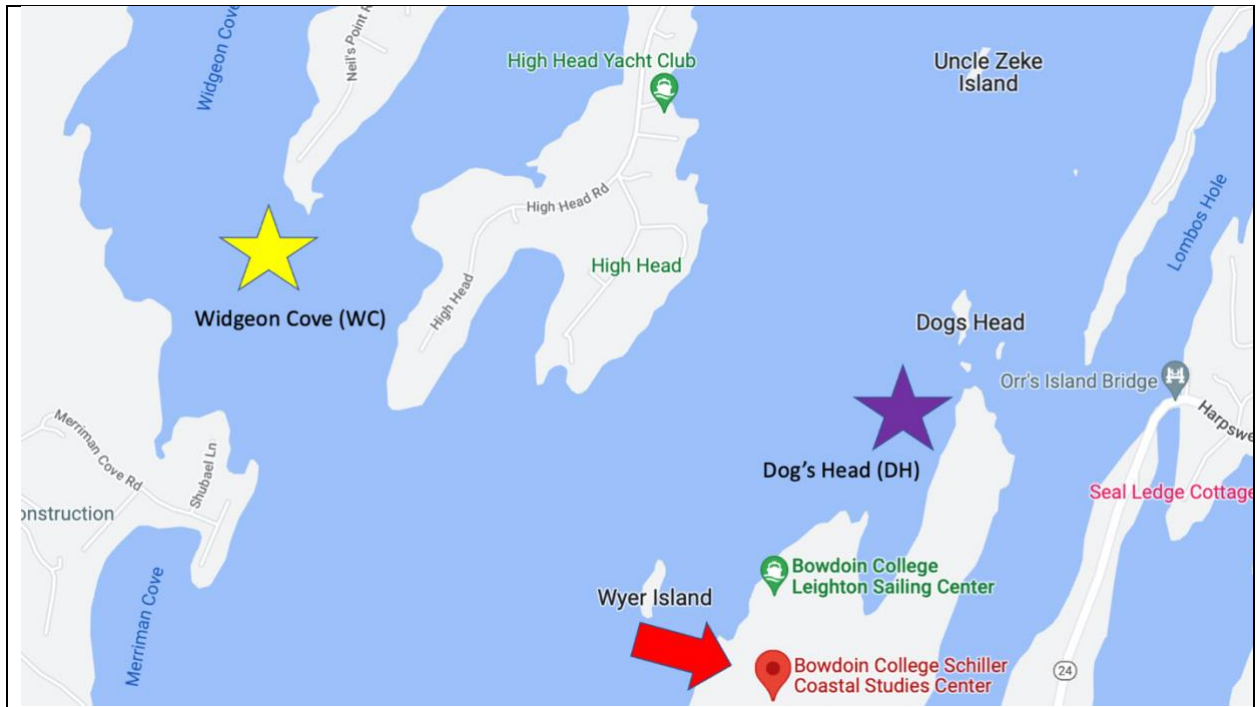 Widgeon Cove
Neil's Point R
High Head Yacht Club
Uncle Zeke
Island
High Head Rd
Lombos Hole
High Head
High Head
Widgeon Cove (WC)
Dogs Head
Orr's Island Bridge
Harpswe
Merriman Cove Rd
Shubael Ln
Dog's Head (DH)
Seal Ledge Cottage
onstruction
Bowdoin College
Leighton Sailing Center
Wyer Island
Merriman Cove
Bowdoin College Schiller
Coastal Studies Center
24